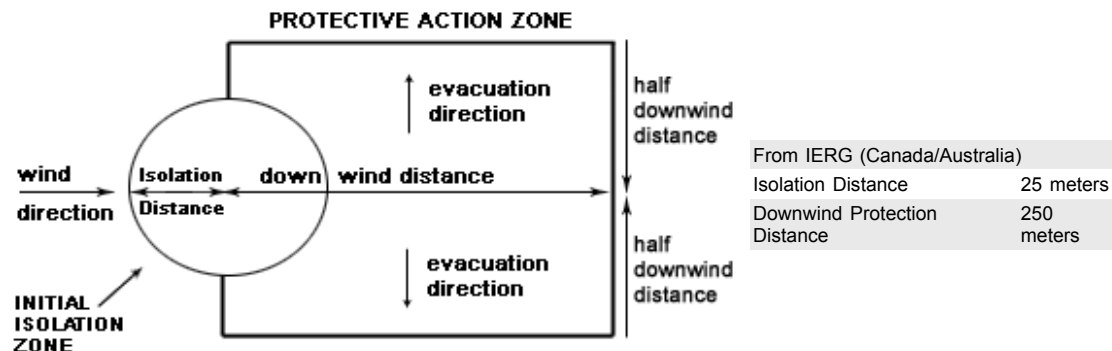 PROTECTIVE ACTION ZONE
evacuation
direction
half
downwind
distance
wind
direction
Isolation
Distance
down wind distance
evacuation
direction
half
downwind
distance
INITIAL
ISOLATION
ZONE
From IERG (Canada/Australia)
Isolation Distance 25 meters
Downwind Protection 250
Distance meters